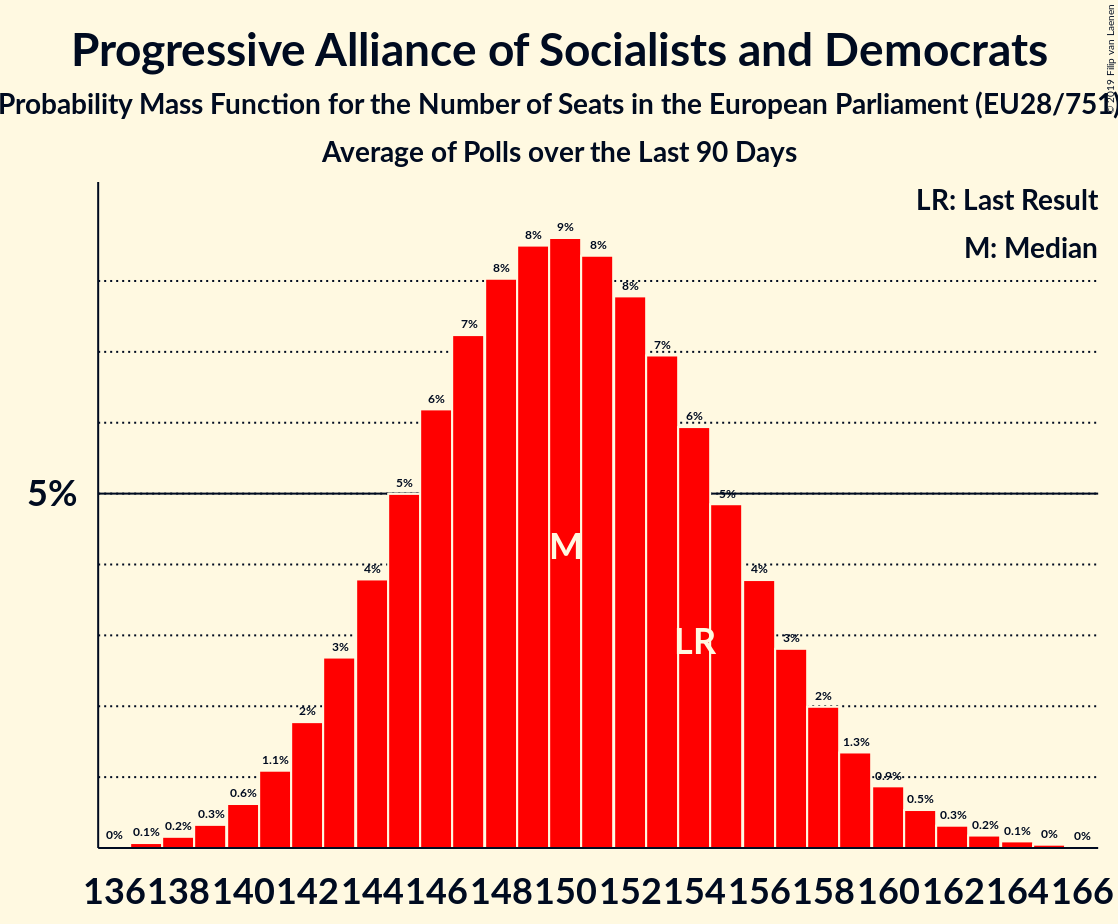 Progressive Alliance of Socialists and Democrats
Probability Mass Function for the Number of Seats in the European Parliament (EU28/751)
Average of Polls over the Last 90 Days
© 2019 Filip van Laenen
LR: Last Result
M: Median
5%
0% 0.1% 0.2% 0.3% 0.6% 1.1% 2% 3% 4% 5% 6% 7% 8% 8% 9% 8% 8% 7% 6% 5% 4% 3% 2% 1.3% 0.9% 0.5% 0.3% 0.2% 0.1% 0% 0%
M
LR
136 138 140 142 144 146 148 150 152 154 156 158 160 162 164 166